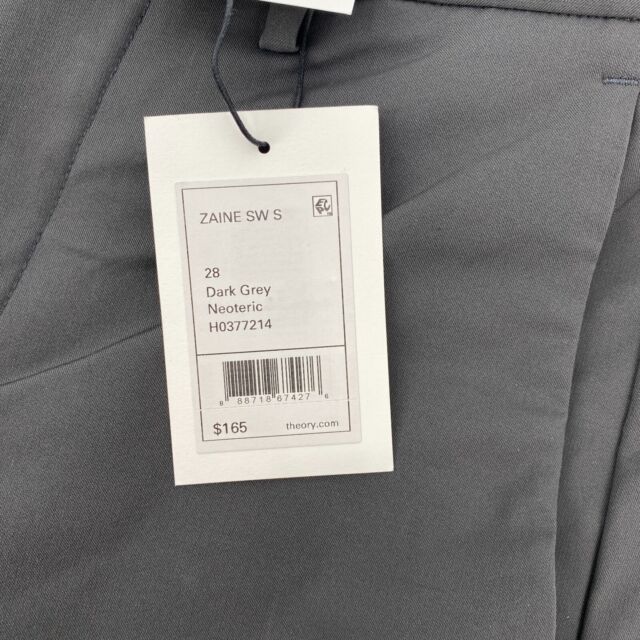 ZAINE SW S
28
Dark Grey
Neoteric
H0377214
8 88718 67427 6
$165 theory.com